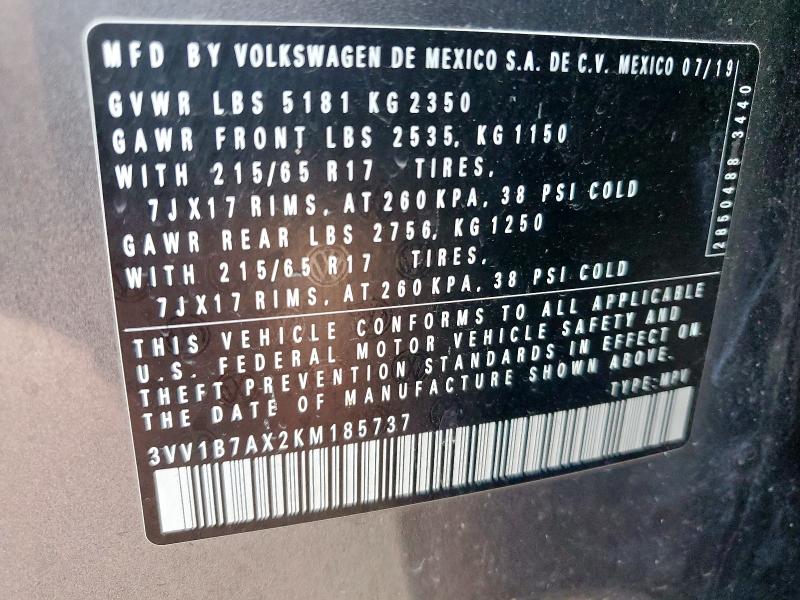 MFD BY VOLKSWAGEN DE MEXICO S.A. DE C.V. MEXICO 07/19
GVWR LBS 5181 KG 2350
GAWR FRONT LBS 2535, KG 1150
WITH 215/65 R17 TIRES,
7J X17 RIMS, AT 260 KPA, 38 PSI COLD
GAWR REAR LBS 2756, KG 1250
WITH 215/65 R17 TIRES,
7J X17 RIMS, AT 260 KPA, 38 PSI COLD
2850488 3440
THIS VEHICLE CONFORMS TO ALL APPLICABLE
U.S. FEDERAL MOTOR VEHICLE SAFETY AND
THEFT PREVENTION STANDARDS IN EFFECT ON
THE DATE OF MANUFACTURE SHOWN ABOVE.
TYPE:MPV
3VV1B7AX2KM185737